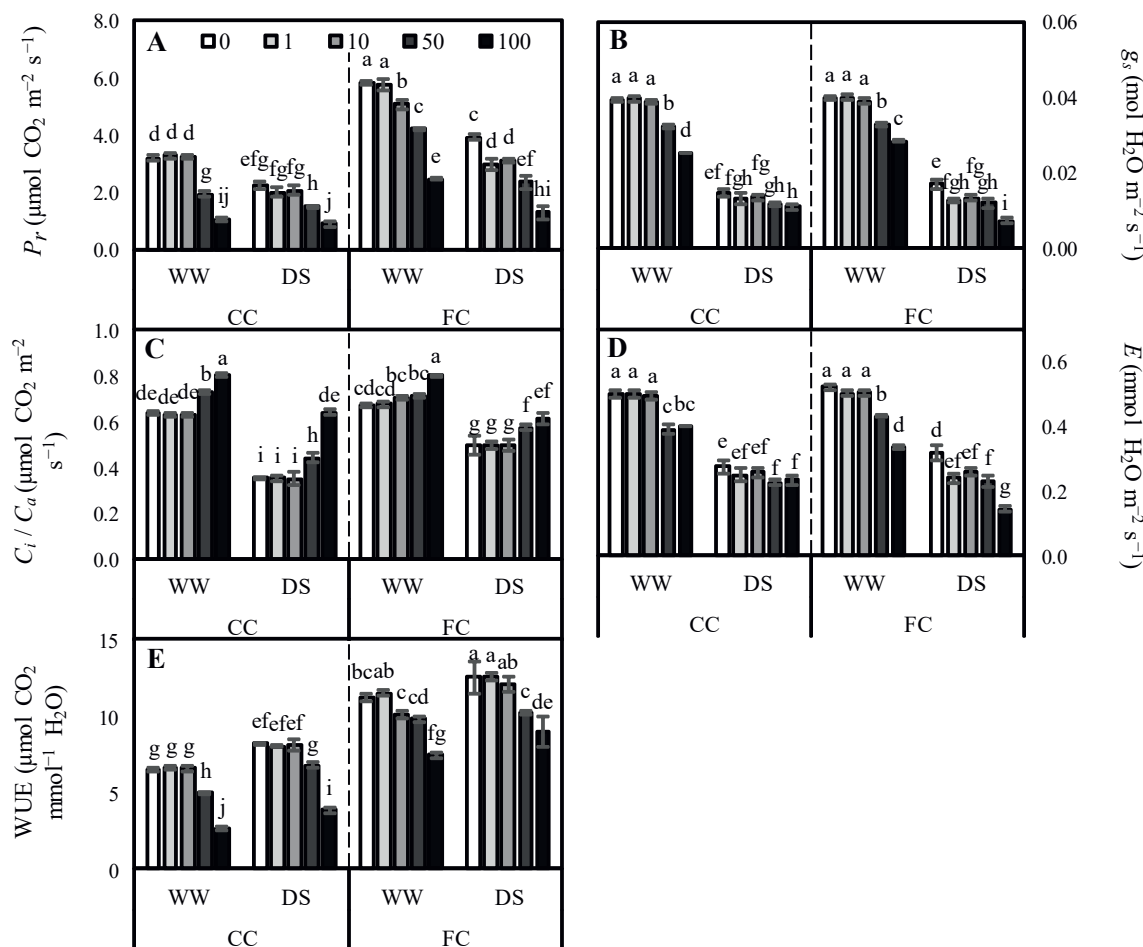 A
0 1 10 50 100
8.0
6.0
4.0
2.0
0.0
Pr (μmol CO2 m−2 s−1)
d d d g ij
efg fg fg h j
a a b c e
c d d ef hi
WW DS WW DS
CC FC
B
0.06
0.04
0.02
0.00
gs (mol H2O m−2 s−1)
a a a b d
ef fgh fg gh h
a a a b c
e fgh fg gh i
WW DS WW DS
CC FC
C
1.0
0.8
0.6
0.4
0.2
0.0
Ci / Ca (μmol CO2 m−2
s−1)
de de de b a
i i i h de
cd cd bc bc a
g g g f ef
WW DS WW DS
CC FC
D
0.6
0.4
0.2
0.0
E (mmol H2O m−2 s−1)
a a a c bc
e ef ef f f
a a a b d
d ef ef f g
WW DS WW DS
CC FC
E
15
10
5
0
WUE (μmol CO2
mmol−1 H2O)
g g g h j
ef ef ef g i
bc ab c cd fg
a a ab c de
WW DS WW DS
CC FC